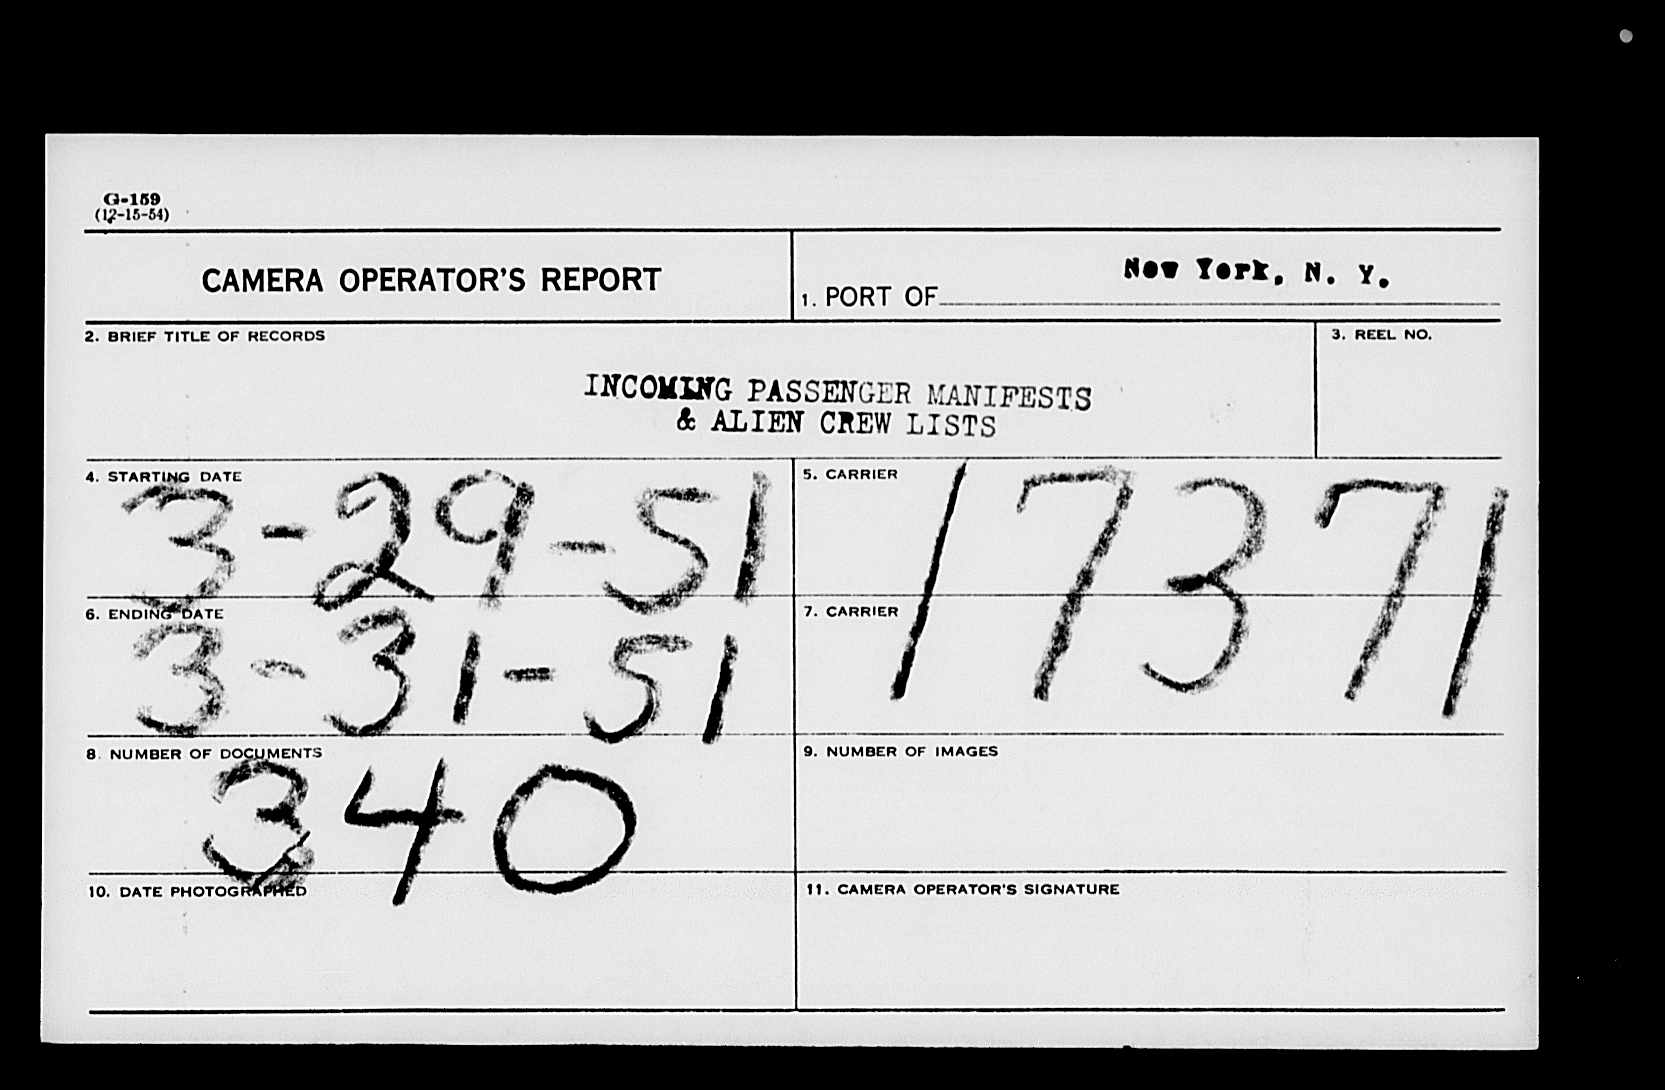 G-159
(12-15-54)
CAMERA OPERATOR'S REPORT
1. PORT OF New York, N. Y.
2. BRIEF TITLE OF RECORDS
3. REEL NO.
INCOMING PASSENGER MANIFESTS
& ALIEN CREW LISTS
4. STARTING DATE
3-29-51
5. CARRIER
17371
6. ENDING DATE
3-31-51
7. CARRIER
8. NUMBER OF DOCUMENTS
340
9. NUMBER OF IMAGES
10. DATE PHOTOGRAPHED
11. CAMERA OPERATOR'S SIGNATURE